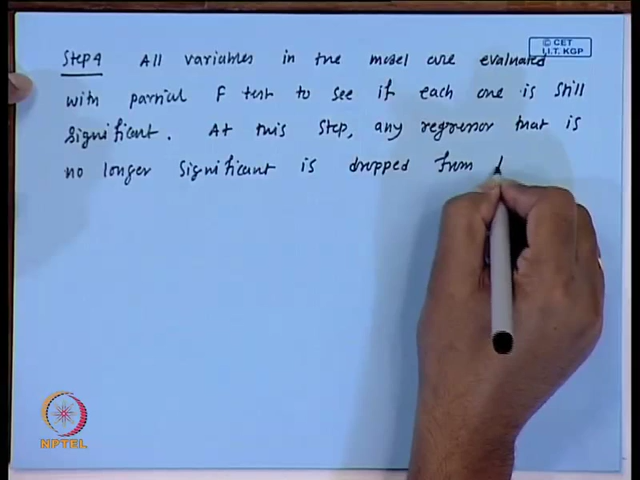 © CET
I.I.T. KGP
Step 4 All variables in the model are evaluated
with partial F test to see if each one is still
significant. At this step, any regressor that is
no longer significant is dropped from
NPTEL